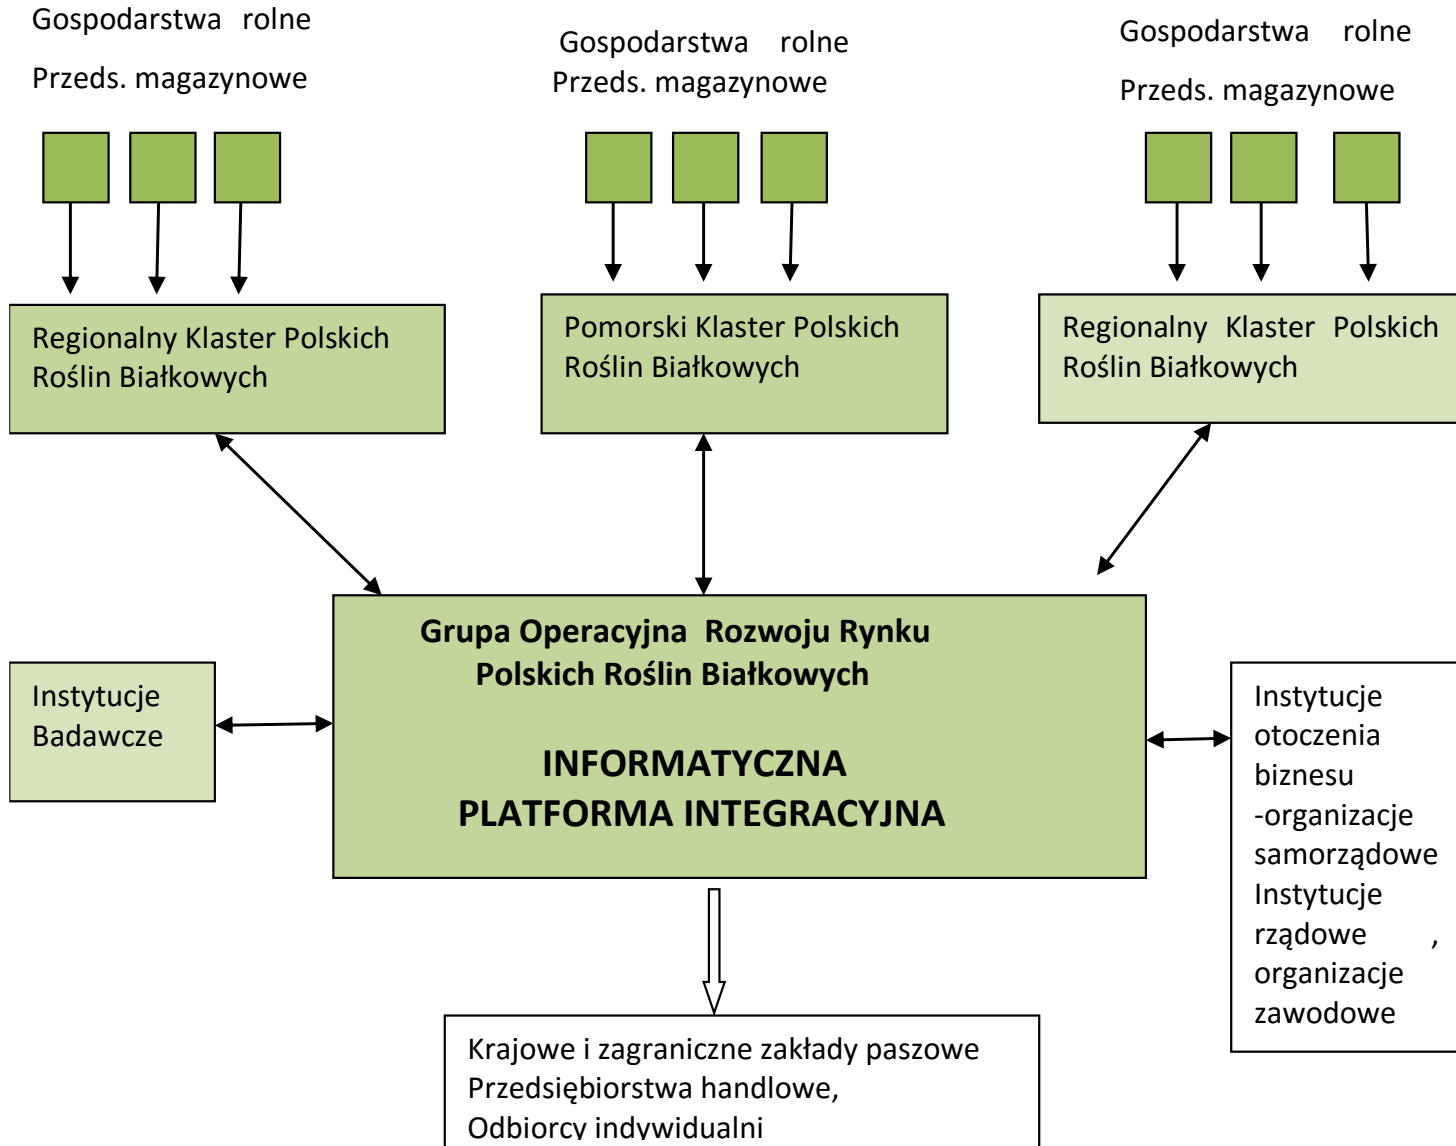 Gospodarstwa rolne
Przeds. magazynowe
Gospodarstwa rolne
Przeds. magazynowe
Gospodarstwa rolne
Przeds. magazynowe
Regionalny Klaster Polskich
Roślin Białkowych
Pomorski Klaster Polskich
Roślin Białkowych
Regionalny Klaster Polskich
Roślin Białkowych
Grupa Operacyjna Rozwoju Rynku
Polskich Roślin Białkowych
INFORMATYCZNA
PLATFORMA INTEGRACYJNA
Instytucje
Badawcze
Instytucje
otoczenia
biznesu
-organizacje
samorządowe
Instytucje
rządowe ,
organizacje
zawodowe
Krajowe i zagraniczne zakłady paszowe
Przedsiębiorstwa handlowe,
Odbiorcy indywidualni